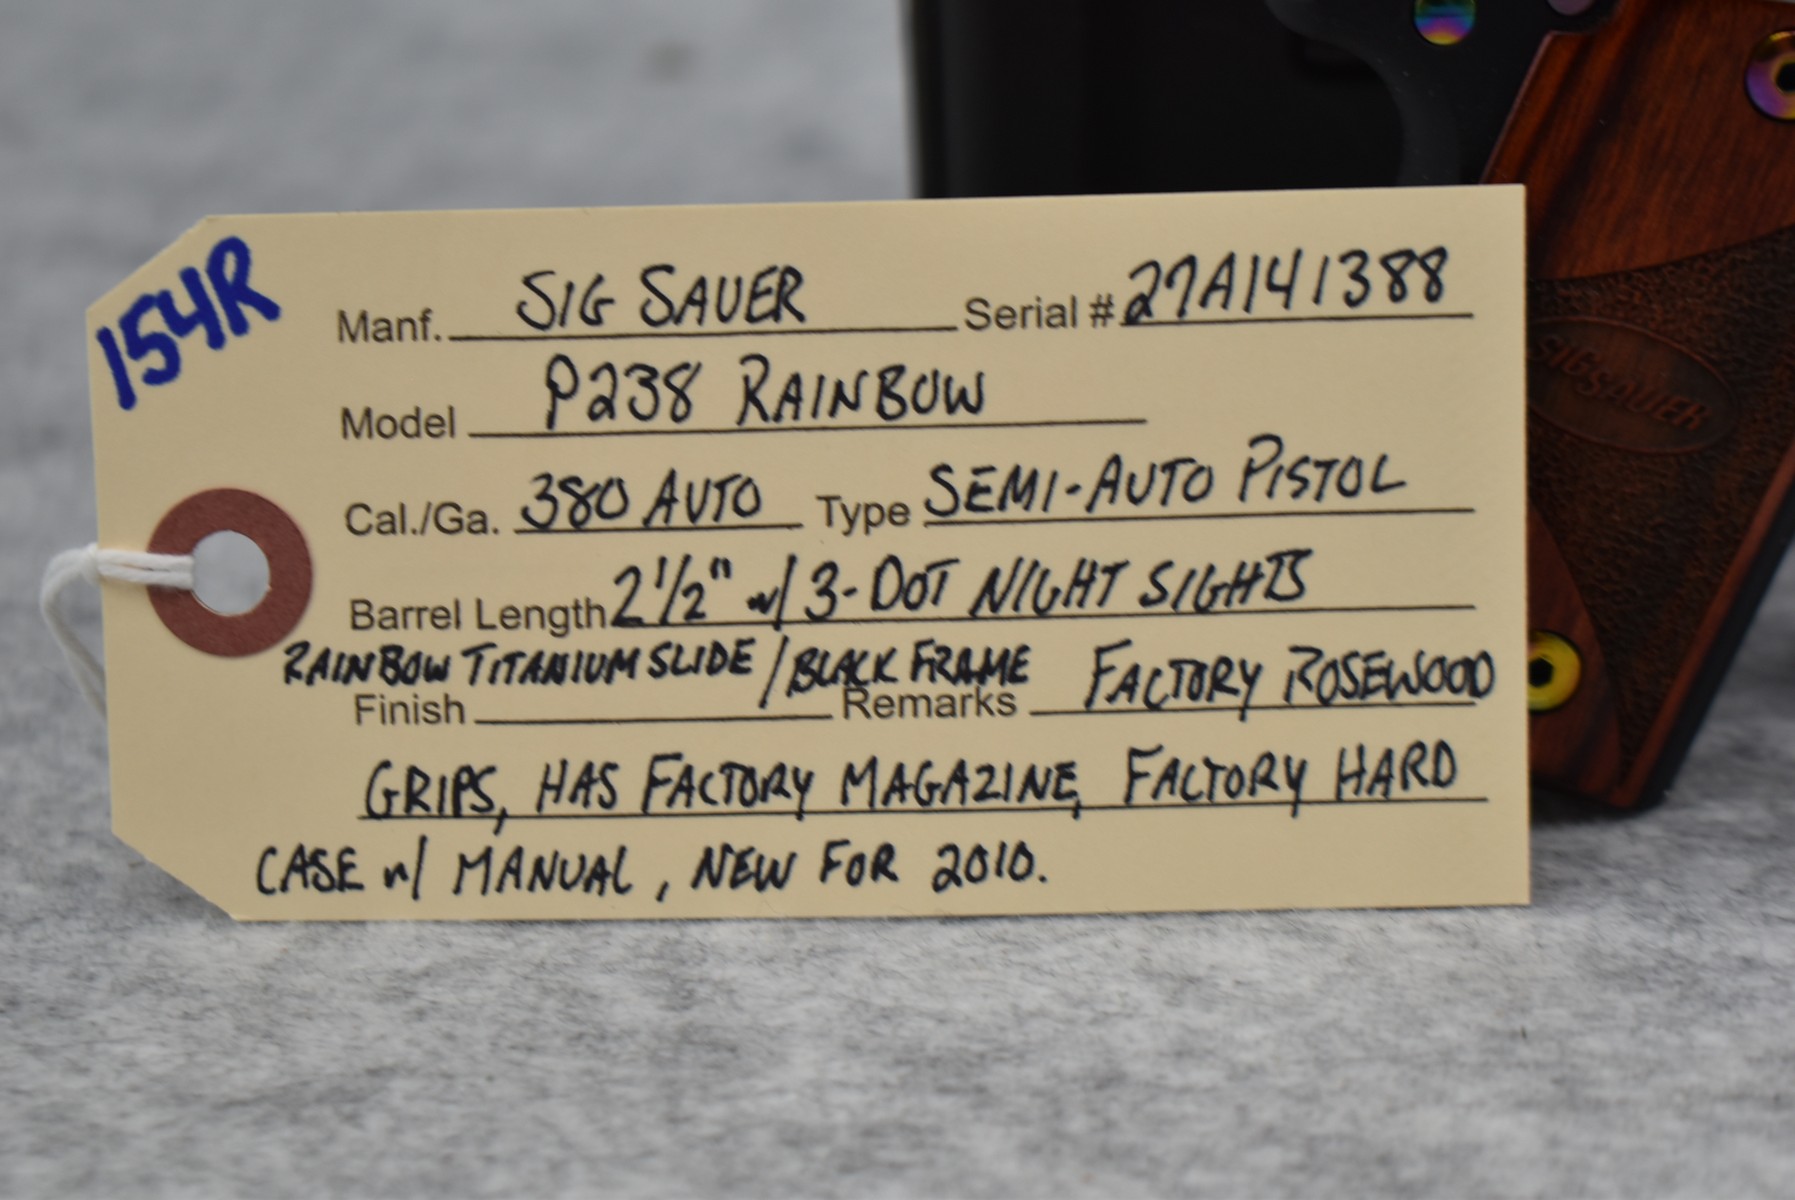 154R
Manf. SIG SAUER Serial # 27A141388
Model P238 RAINBOW
Cal./Ga. 380 AUTO Type SEMI-AUTO PISTOL
Barrel Length 2 1/2" w/ 3-DOT NIGHT SIGHTS
RAINBOW TITANIUM SLIDE / BLACK FRAME FACTORY ROSEWOOD
Finish Remarks
GRIPS, HAS FACTORY MAGAZINE, FACTORY HARD
CASE w/ MANUAL, NEW FOR 2010.
SIGSAUER